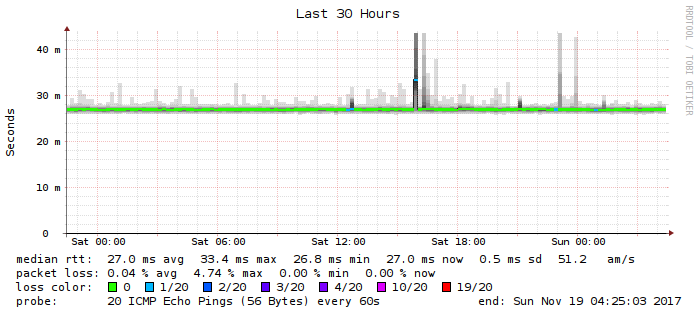 Last 30 Hours
RRDTOOL / TOBI OETIKER
Seconds
40 m
30 m
20 m
10 m
0
Sat 00:00 Sat 06:00 Sat 12:00 Sat 18:00 Sun 00:00
median rtt: 27.0 ms avg 33.4 ms max 26.8 ms min 27.0 ms now 0.5 ms sd 51.2 am/s
packet loss: 0.04 % avg 4.74 % max 0.00 % min 0.00 % now
loss color: 0 1/20 2/20 3/20 4/20 10/20 19/20
probe: 20 ICMP Echo Pings (56 Bytes) every 60s end: Sun Nov 19 04:25:03 2017